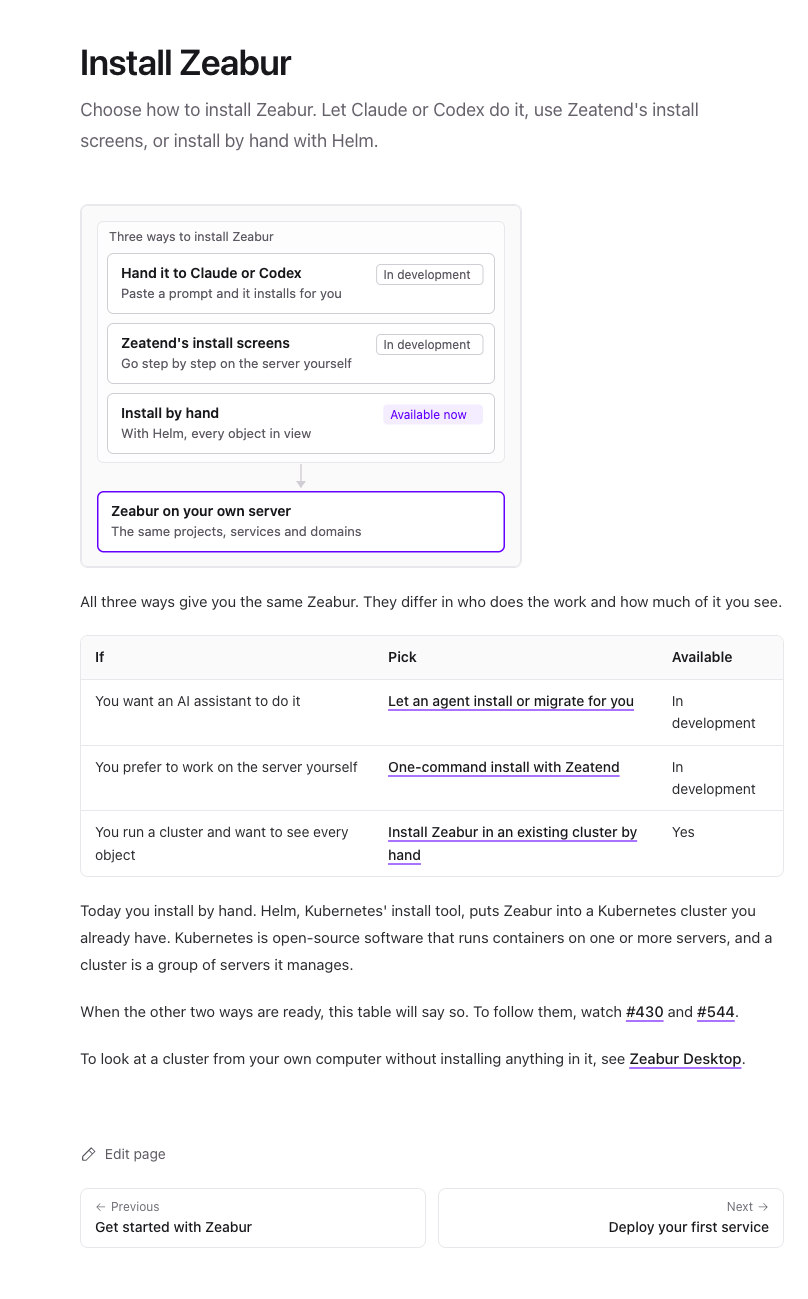 Install Zeabur
Choose how to install Zeabur. Let Claude or Codex do it, use Zeatend's install
screens, or install by hand with Helm.
Three ways to install Zeabur
Hand it to Claude or Codex
In development
Paste a prompt and it installs for you
Zeatend's install screens
In development
Go step by step on the server yourself
Install by hand
Available now
With Helm, every object in view
Zeabur on your own server
The same projects, services and domains
All three ways give you the same Zeabur. They differ in who does the work and how much of it you see.
If
Pick
Available
You want an AI assistant to do it
Let an agent install or migrate for you
In
development
You prefer to work on the server yourself
One-command install with Zeatend
In
development
You run a cluster and want to see every
object
Install Zeabur in an existing cluster by
hand
Yes
Today you install by hand. Helm, Kubernetes' install tool, puts Zeabur into a Kubernetes cluster you
already have. Kubernetes is open-source software that runs containers on one or more servers, and a
cluster is a group of servers it manages.
When the other two ways are ready, this table will say so. To follow them, watch #430 and #544.
To look at a cluster from your own computer without installing anything in it, see Zeabur Desktop.
Edit page
← Previous
Get started with Zeabur
Next →
Deploy your first service